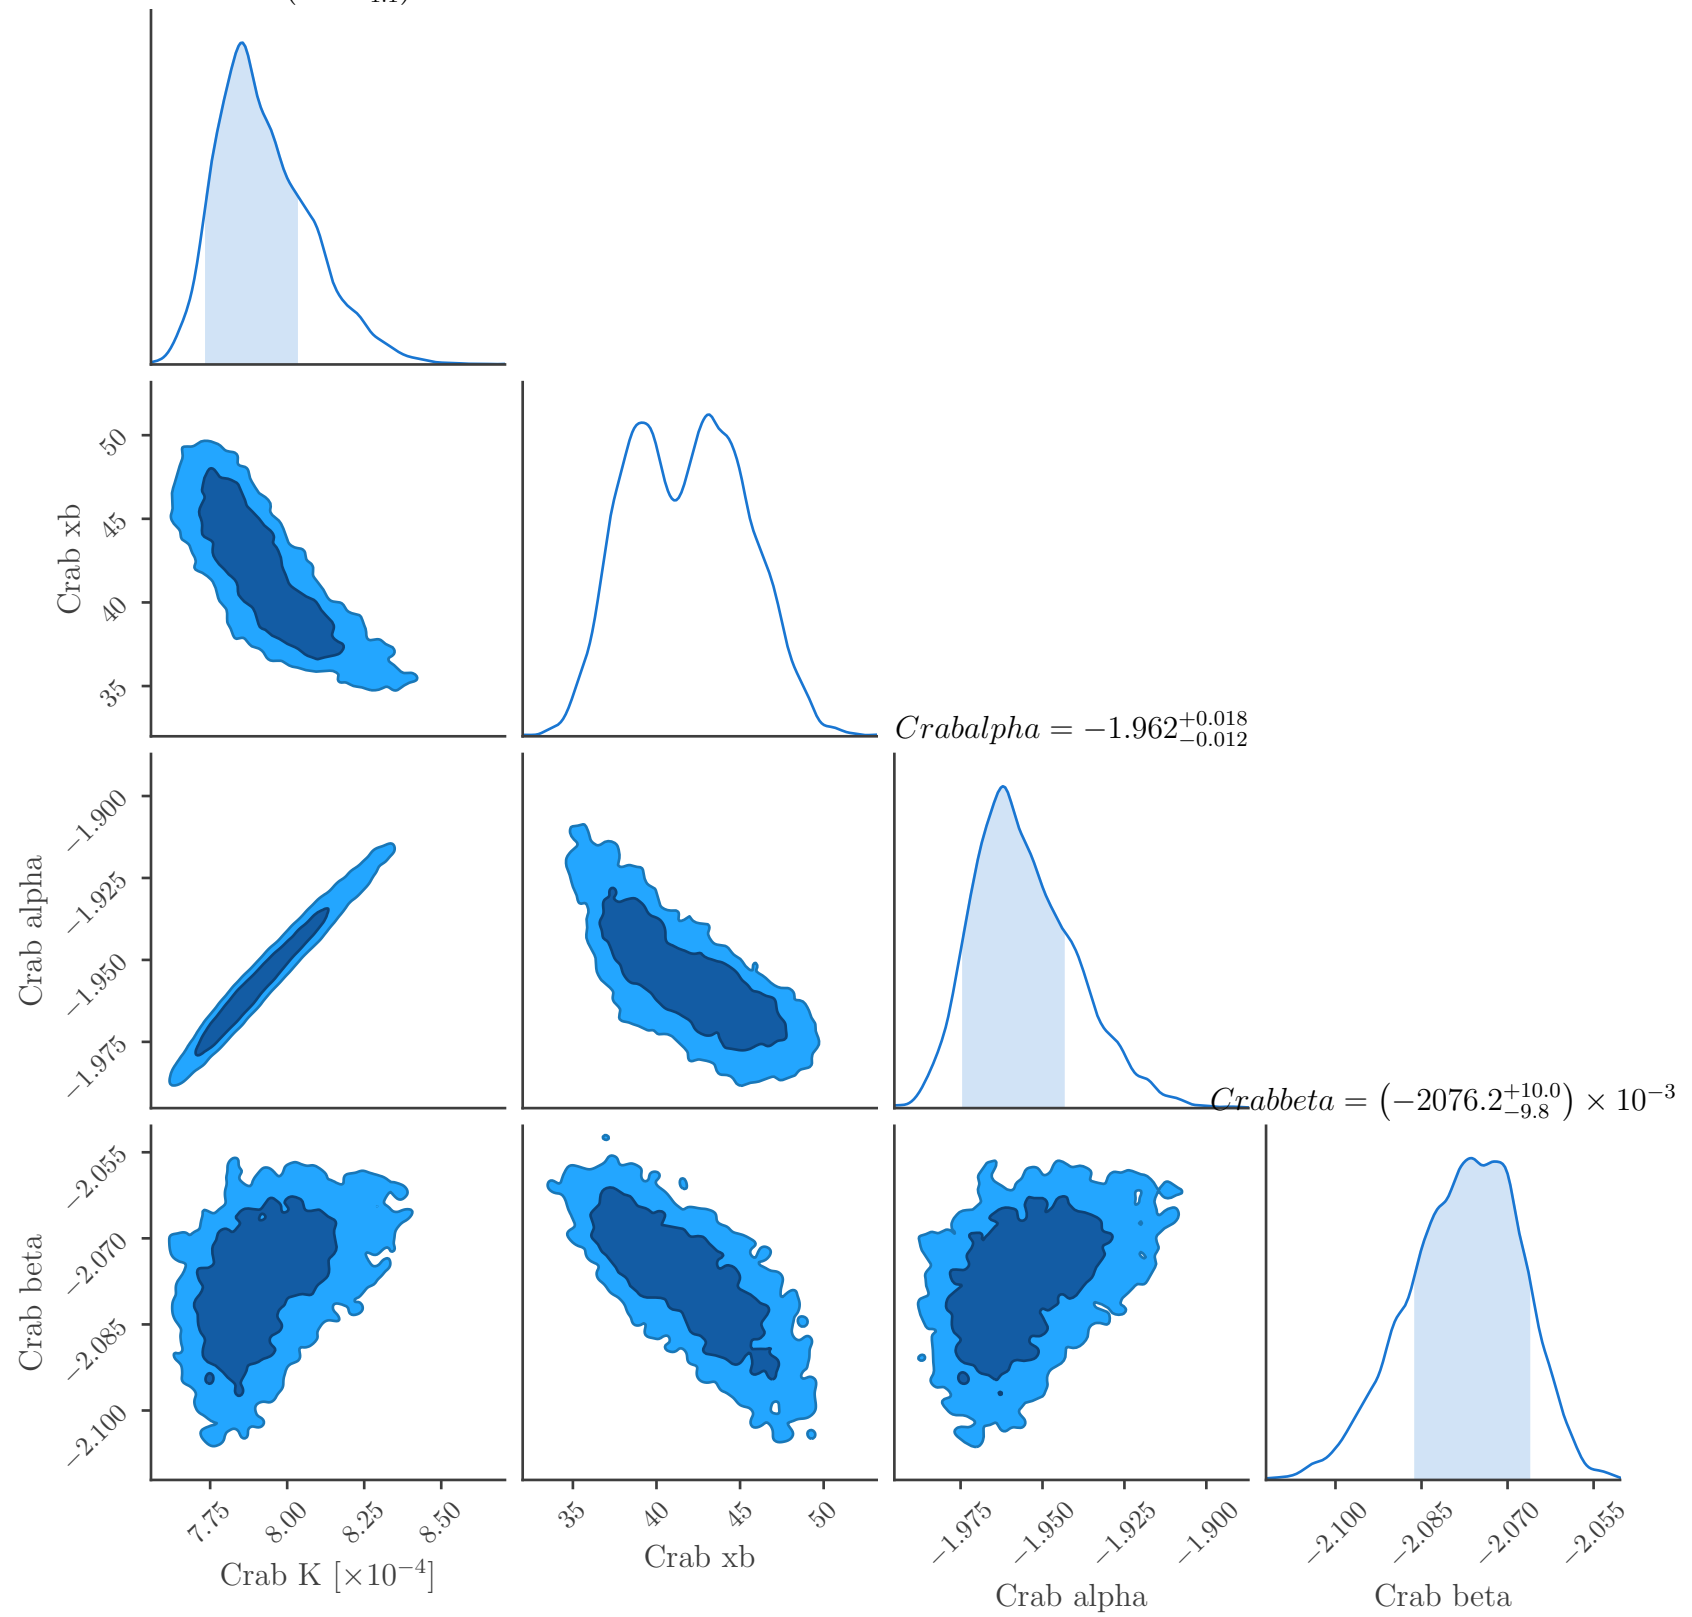 50
45
40
35
Crab xb
Crabalpha = −1.962 +0.018 −0.012
−1.900
−1.925
−1.950
−1.975
Crab alpha
Crabbeta = (−2076.2 +10.0 −9.8) × 10−3
−2.055
−2.070
−2.085
−2.100
Crab beta
7.75 8.00 8.25 8.50
35 40 45 50
−1.975 −1.950 −1.925 −1.900
−2.100 −2.085 −2.070 −2.055
Crab K [×10−4]
Crab xb
Crab alpha
Crab beta